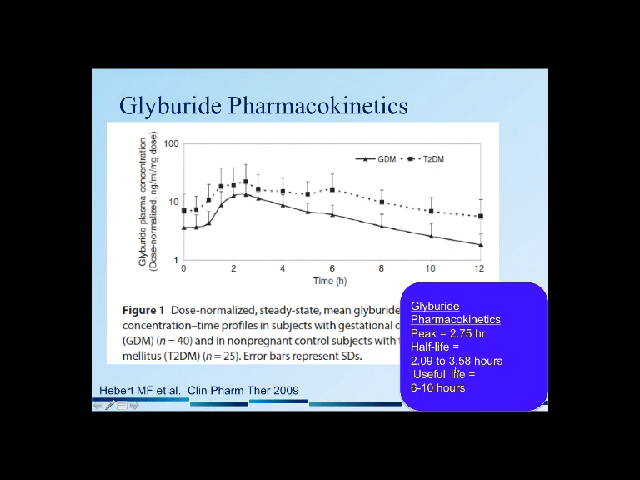 Glyburide Pharmacokinetics
Glyburide plasma concentration
(Dose-normalized, ng/ml/mg dose)
100
10
1
GDM
T2DM
0
2
4
6
8
10
12
Time (h)
Figure 1 Dose-normalized, steady-state, mean glyburide
concentration–time profiles in subjects with gestational
(GDM) (n = 40) and in nonpregnant control subjects with
mellitus (T2DM) (n = 25). Error bars represent SDs.
Glyburide
Pharmacokinetics
Peak = 2.75 hr
Half-life =
2.09 to 3.58 hours
Useful life =
6-10 hours
Hebert MF et al. Clin Pharm Ther 2009